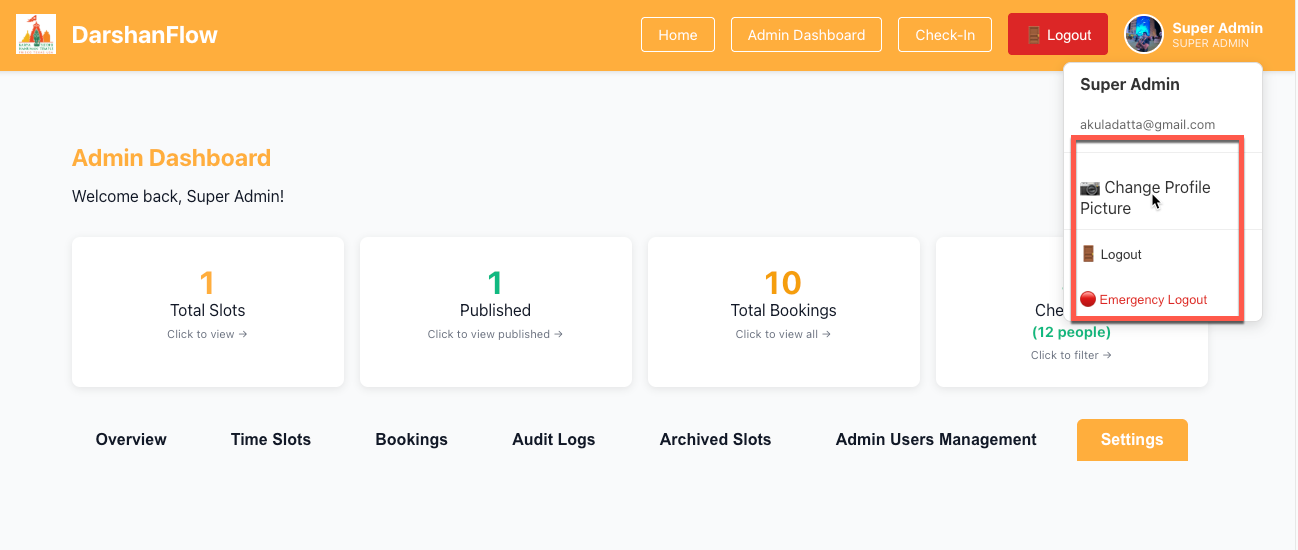 DarshanFlow
Home
Admin Dashboard
Check-In
Logout
Super Admin
SUPER ADMIN
Super Admin
akuladatta@gmail.com
Change Profile
Picture
Logout
Emergency Logout
Admin Dashboard
Welcome back, Super Admin!
1
Total Slots
Click to view →
1
Published
Click to view published →
10
Total Bookings
Click to view all →
(12 people)
Click to filter →
Overview
Time Slots
Bookings
Audit Logs
Archived Slots
Admin Users Management
Settings